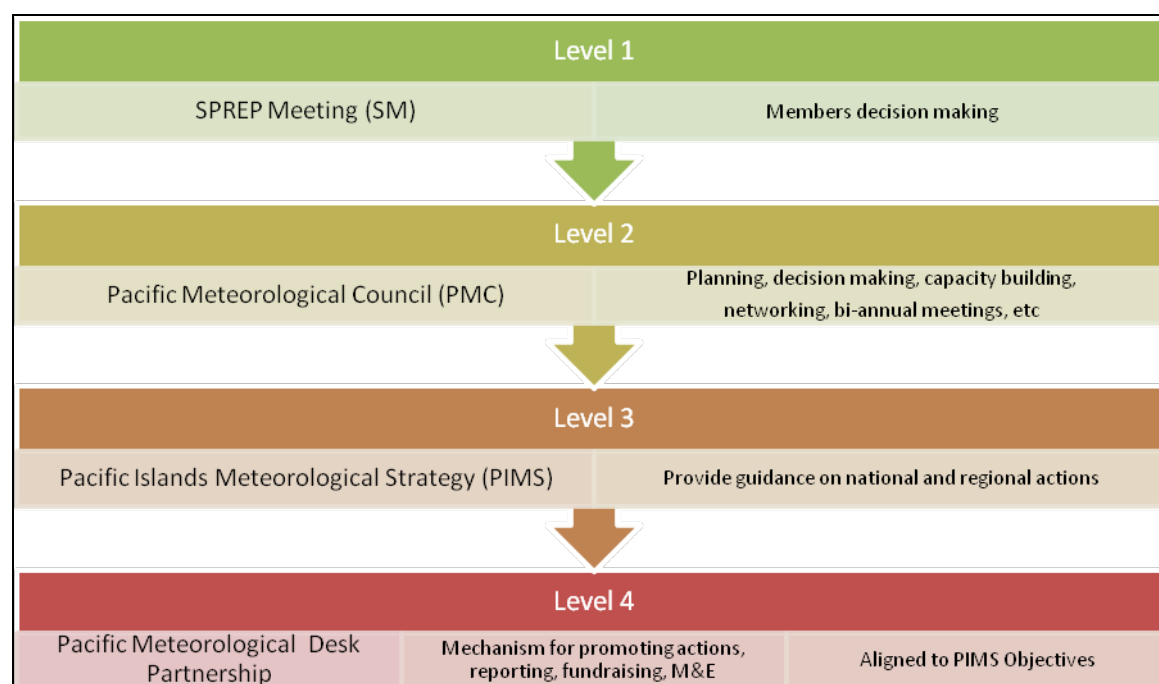 Level 1
SPREP Meeting (SM)
Members decision making
Level 2
Pacific Meteorological Council (PMC)
Planning, decision making, capacity building,
networking, bi-annual meetings, etc
Level 3
Pacific Islands Meteorological Strategy (PIMS)
Provide guidance on national and regional actions
Level 4
Pacific Meteorological Desk
Partnership
Mechanism for promoting actions,
reporting, fundraising, M&E
Aligned to PIMS Objectives